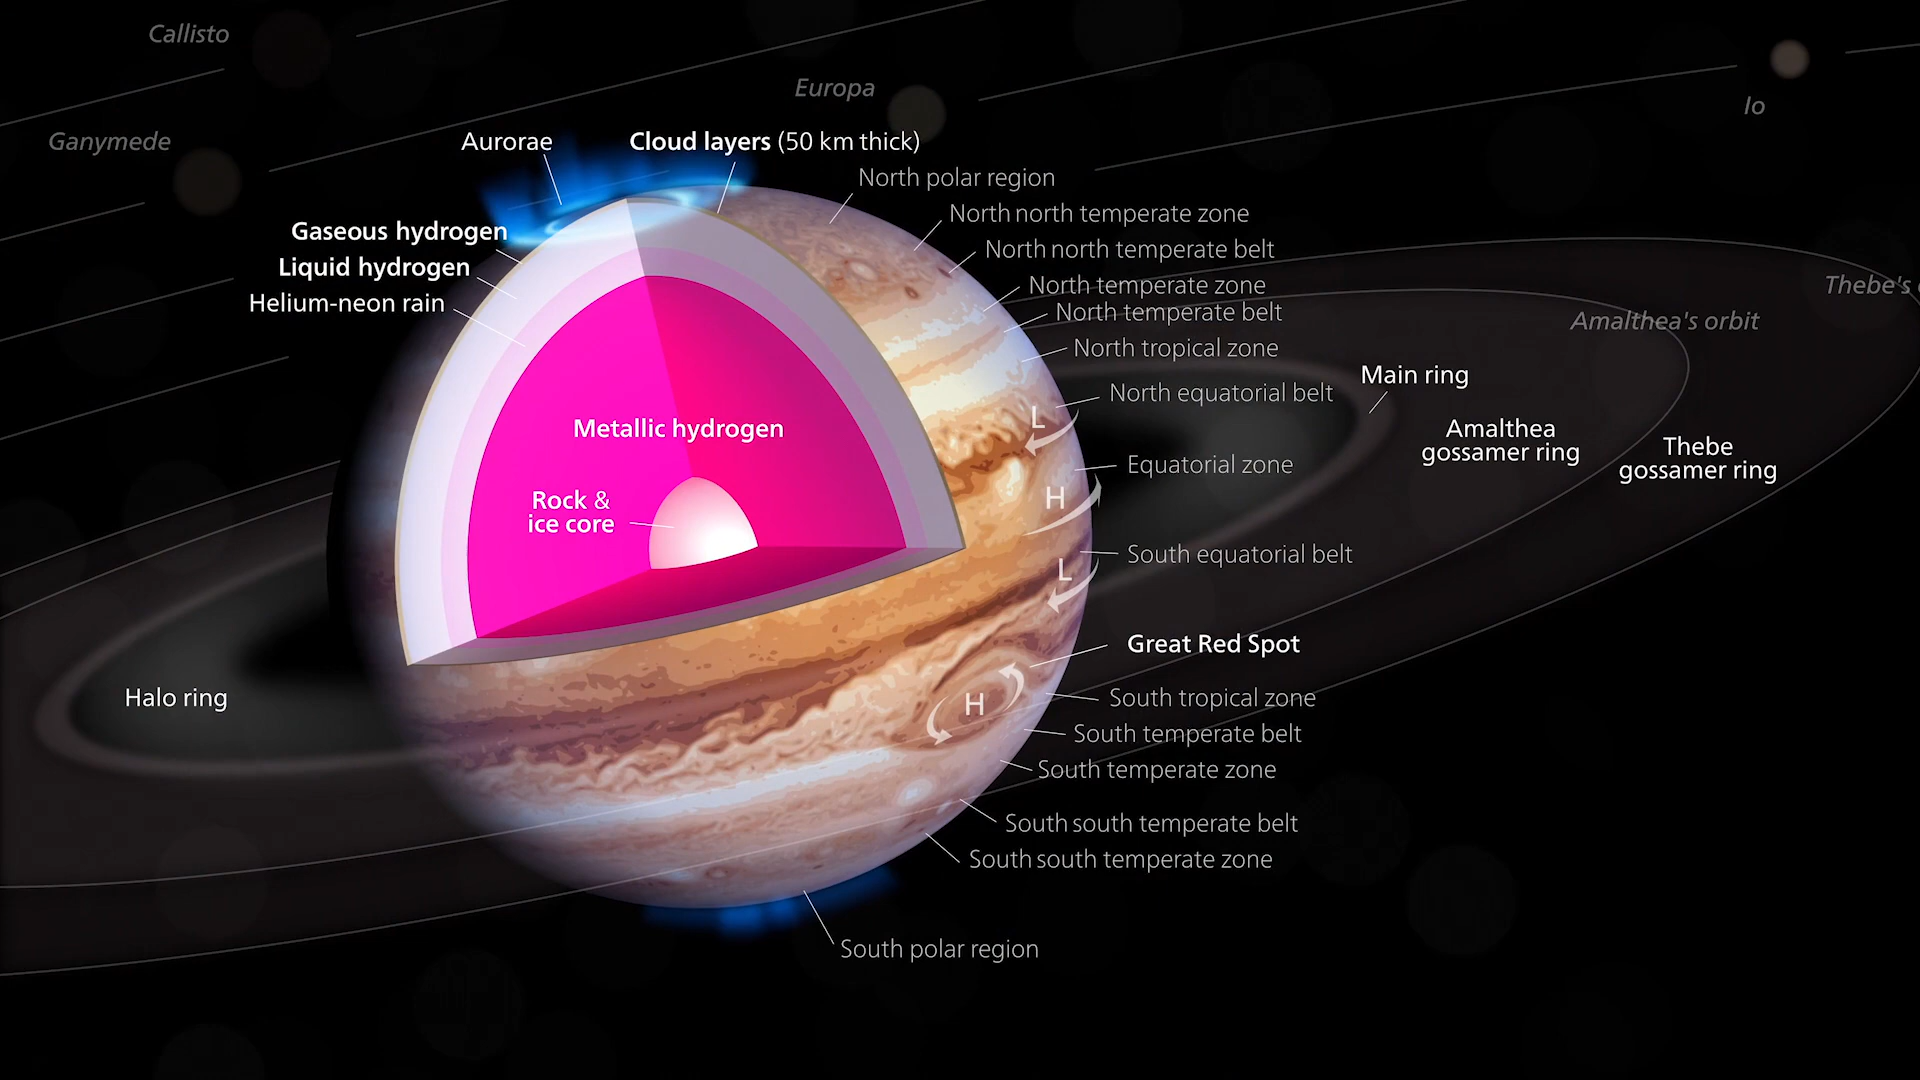 Callisto
Europa
Io
Ganymede
Aurorae
Cloud layers (50 km thick)
North polar region
North north temperate zone
Gaseous hydrogen
North north temperate belt
Liquid hydrogen
North temperate zone
Thebe's
Helium-neon rain
North temperate belt
Amalthea's orbit
North tropical zone
Main ring
North equatorial belt
L
Metallic hydrogen
Amalthea
gossamer ring
Thebe
gossamer ring
Equatorial zone
H
Rock &
ice core
South equatorial belt
L
Great Red Spot
Halo ring
South tropical zone
H
South temperate belt
South temperate zone
South south temperate belt
South south temperate zone
South polar region